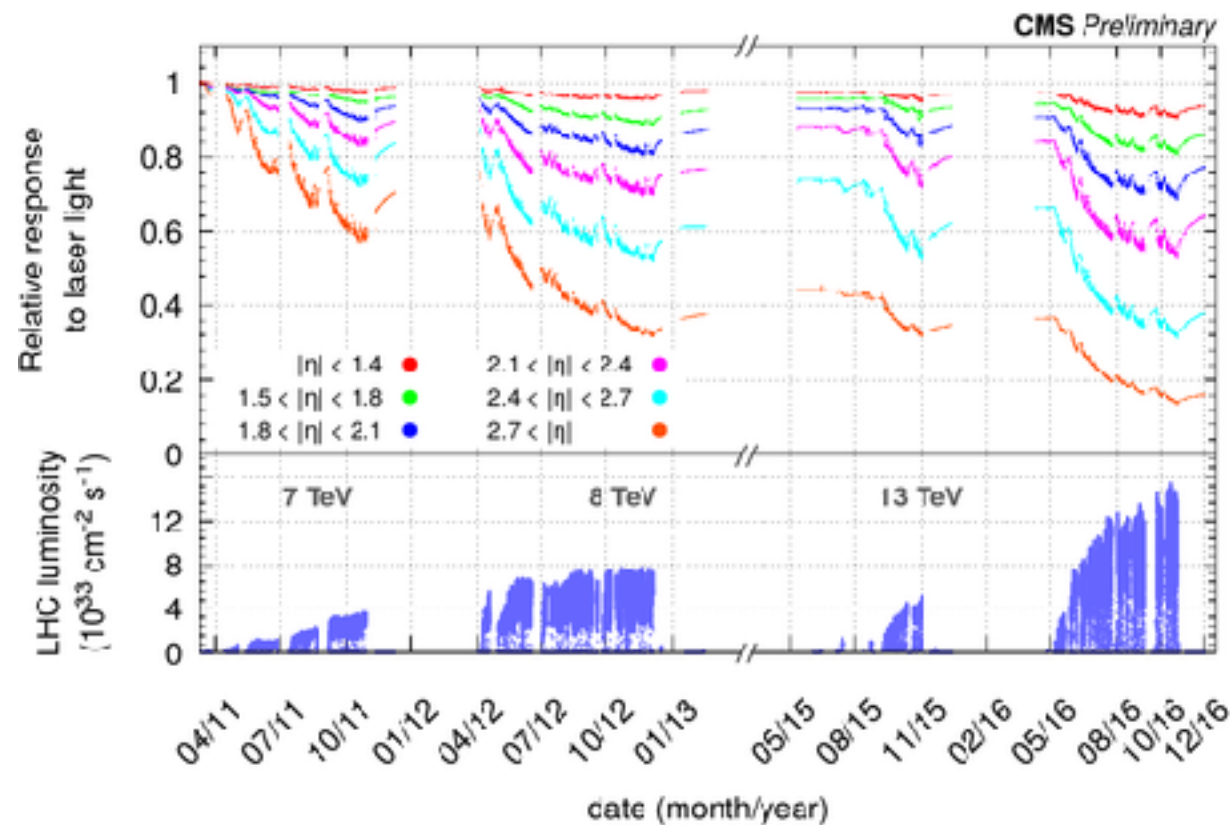 CMS Preliminary
Relative response
to laser light
1
0.8
0.6
0.4
0.2
0
|η| < 1.4
1.5 < |η| < 1.8
1.8 < |η| < 2.1
2.1 < |η| < 2.4
2.4 < |η| < 2.7
2.7 < |η|
//
//
LHC luminosity
(10³³ cm⁻² s⁻¹)
12
8
4
0
7 TeV
8 TeV
13 TeV
04/11
07/11
10/11
01/12
04/12
07/12
10/12
01/13
05/15
08/15
11/15
02/16
05/16
08/16
10/16
12/16
date (month/year)